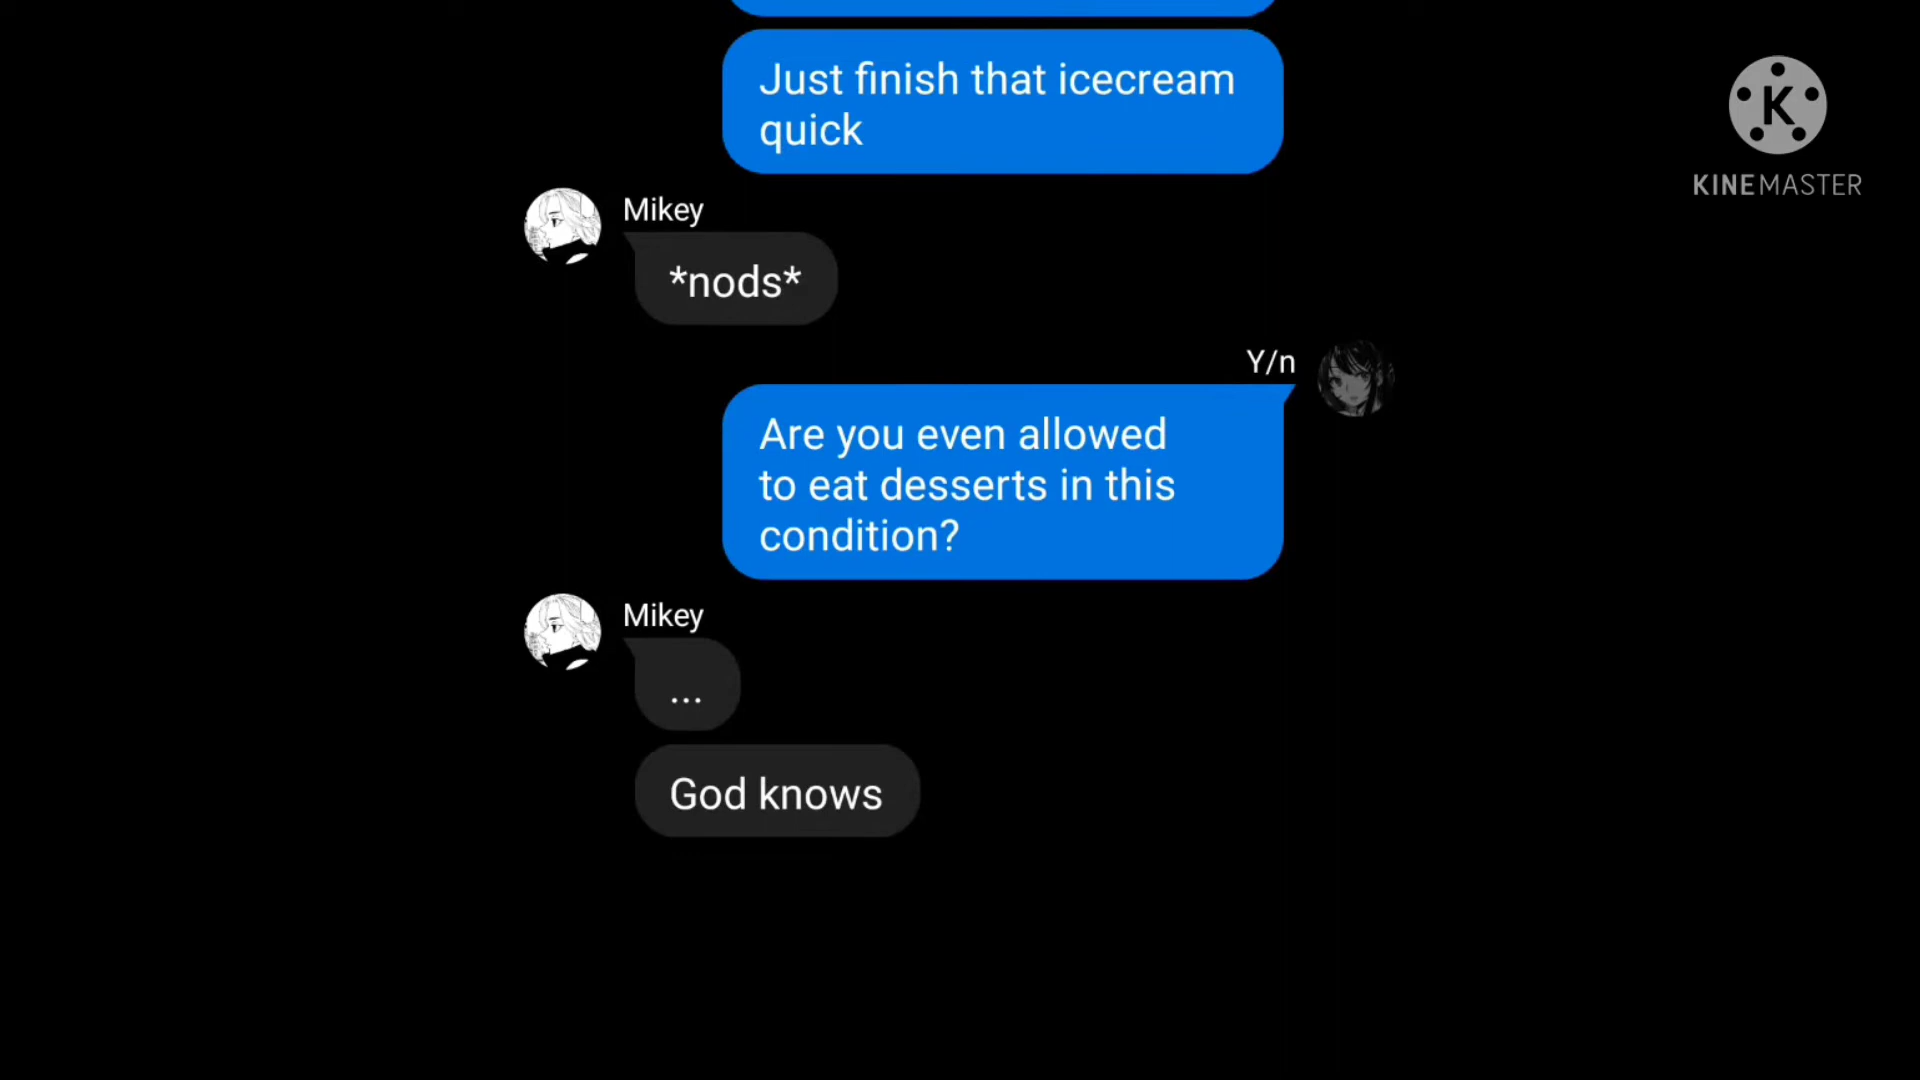 Just finish that icecream
quick
KINEMASTER
Mikey
*nods*
Y/n
Are you even allowed
to eat desserts in this
condition?
Mikey
...
God knows